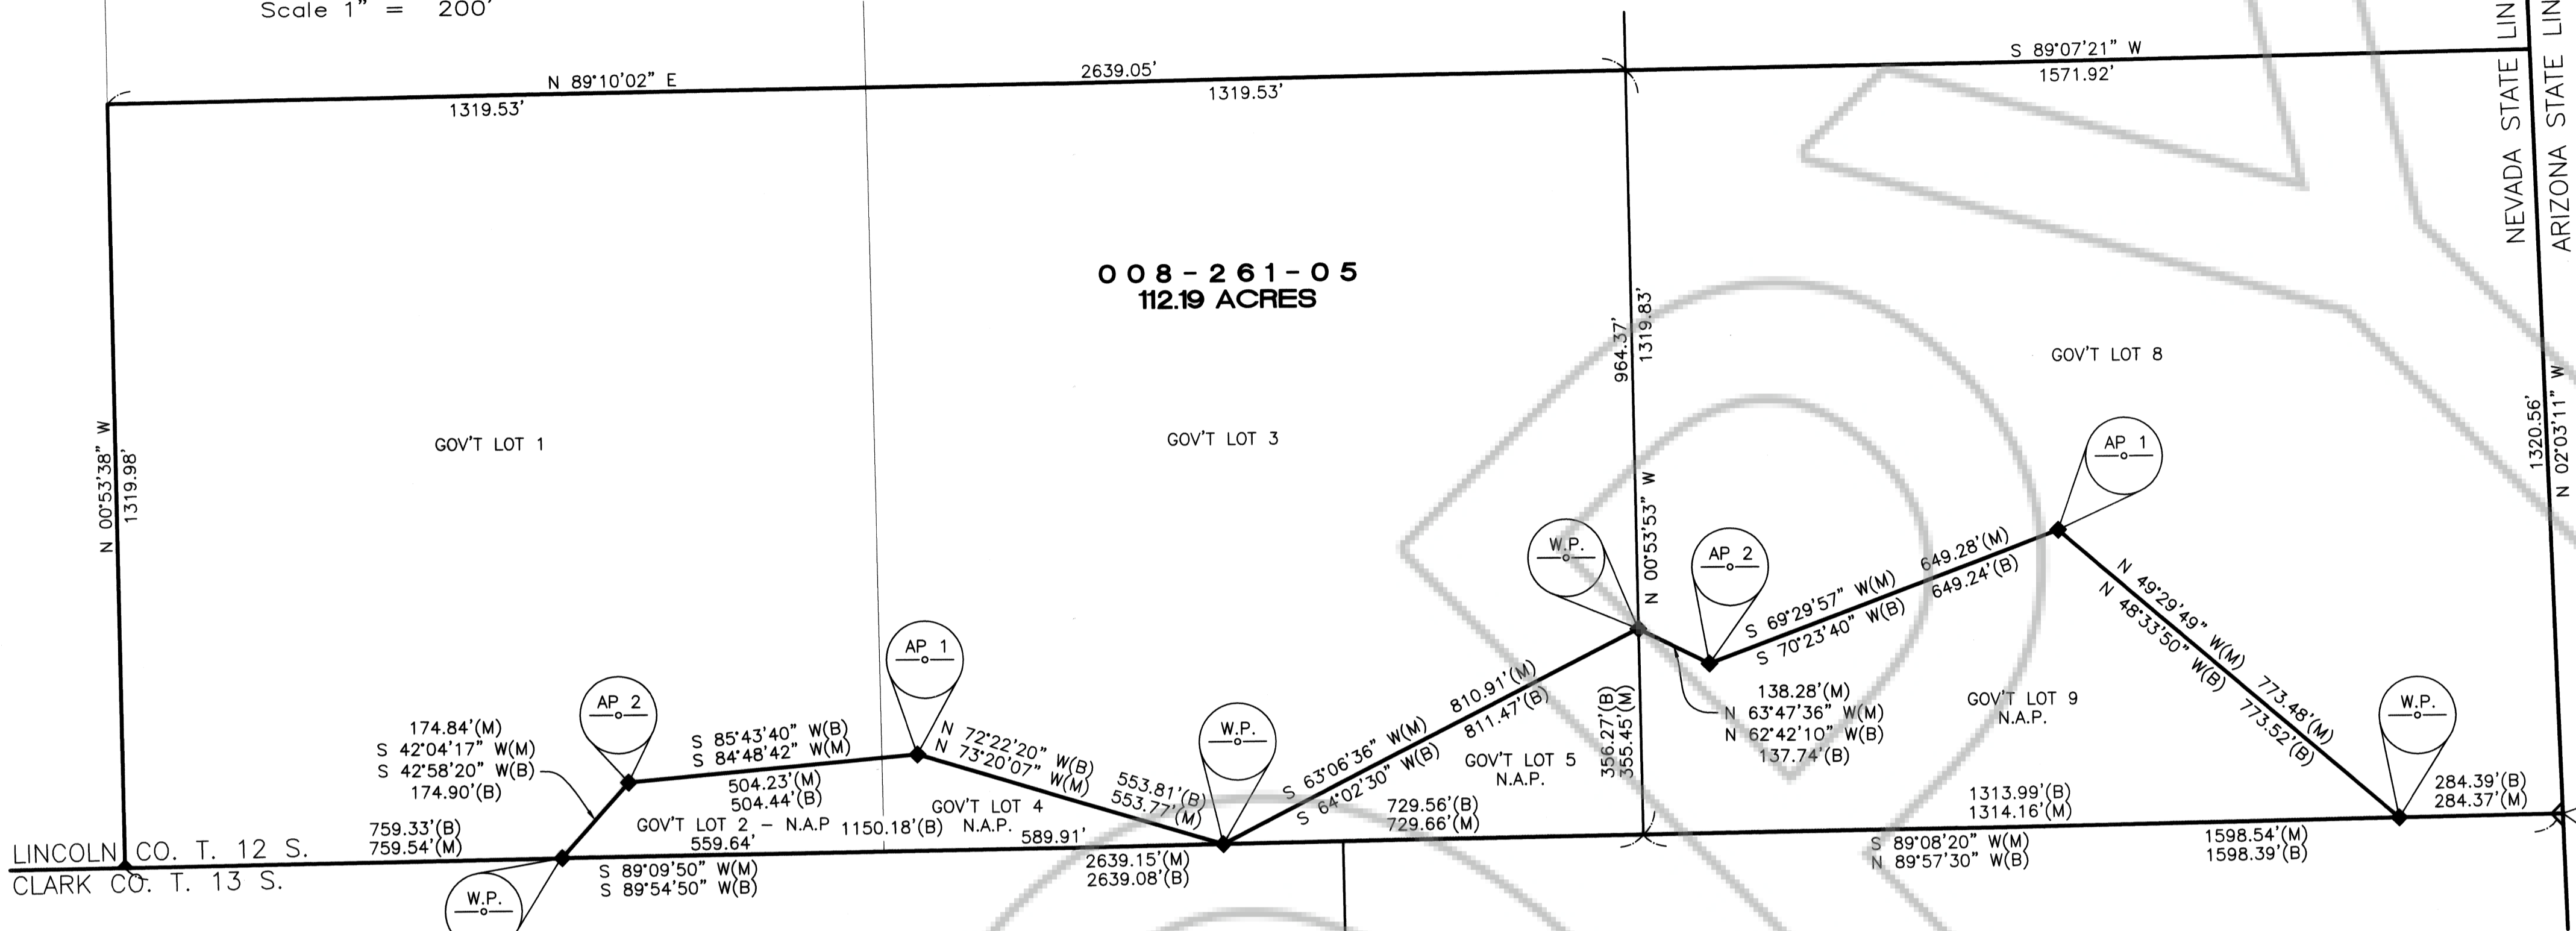 Scale 1" = 200'
N 89°10'02" E
2639.05'
1319.53'
1319.53'
S 89°07'21" W
1571.92'
NEVADA STATE LIN
ARIZONA STATE LIN
008-261-05
112.19 ACRES
964.37'
1319.83'
N 00°53'53" W
GOV'T LOT 8
GOV'T LOT 1
GOV'T LOT 3
N 00°53'38" W
1319.98'
1320.56'
N 02°03'11" W
AP 1
W.P.
AP 2
S 69°29'57" W(M) 649.28'(M)
S 70°23'40" W(B) 649.24'(B)
N 49°29'49" W(M) 773.48'(M)
N 48°33'50" W(B) 773.52'(B)
AP 1
AP 2
W.P.
W.P.
174.84'(M)
S 42°04'17" W(M)
S 42°58'20" W(B)
174.90'(B)
S 85°43'40" W(B)
S 84°48'42" W(M)
504.23'(M)
504.44'(B)
N 72°22'20" W(B) 553.81'(B)
N 73°20'07" W(M) 553.77'(M)
S 63°06'36" W(M) 810.91'(M)
S 64°02'30" W(B) 811.47'(B)
GOV'T LOT 5
N.A.P.
356.27'(B)
355.45'(M)
138.28'(M)
N 63°47'36" W(M)
N 62°42'10" W(B)
137.74'(B)
GOV'T LOT 9
N.A.P.
284.39'(B)
284.37'(M)
759.33'(B)
759.54'(M)
GOV'T LOT 2 - N.A.P
559.64'
1150.18'(B)
GOV'T LOT 4
N.A.P.
589.91'
729.56'(B)
729.66'(M)
1313.99'(B)
1314.16'(M)
LINCOLN CO. T. 12 S.
CLARK CO. T. 13 S.
S 89°09'50" W(M)
S 89°54'50" W(B)
2639.15'(M)
2639.08'(B)
S 89°08'20" W(M)
N 89°57'30" W(B)
1598.54'(M)
1598.39'(B)
W.P.